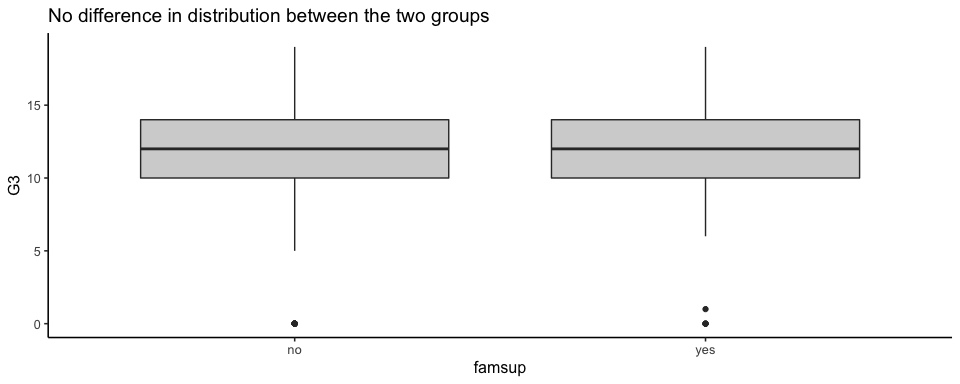 No difference in distribution between the two groups
15
10
5
0
G3
no
yes
famsup